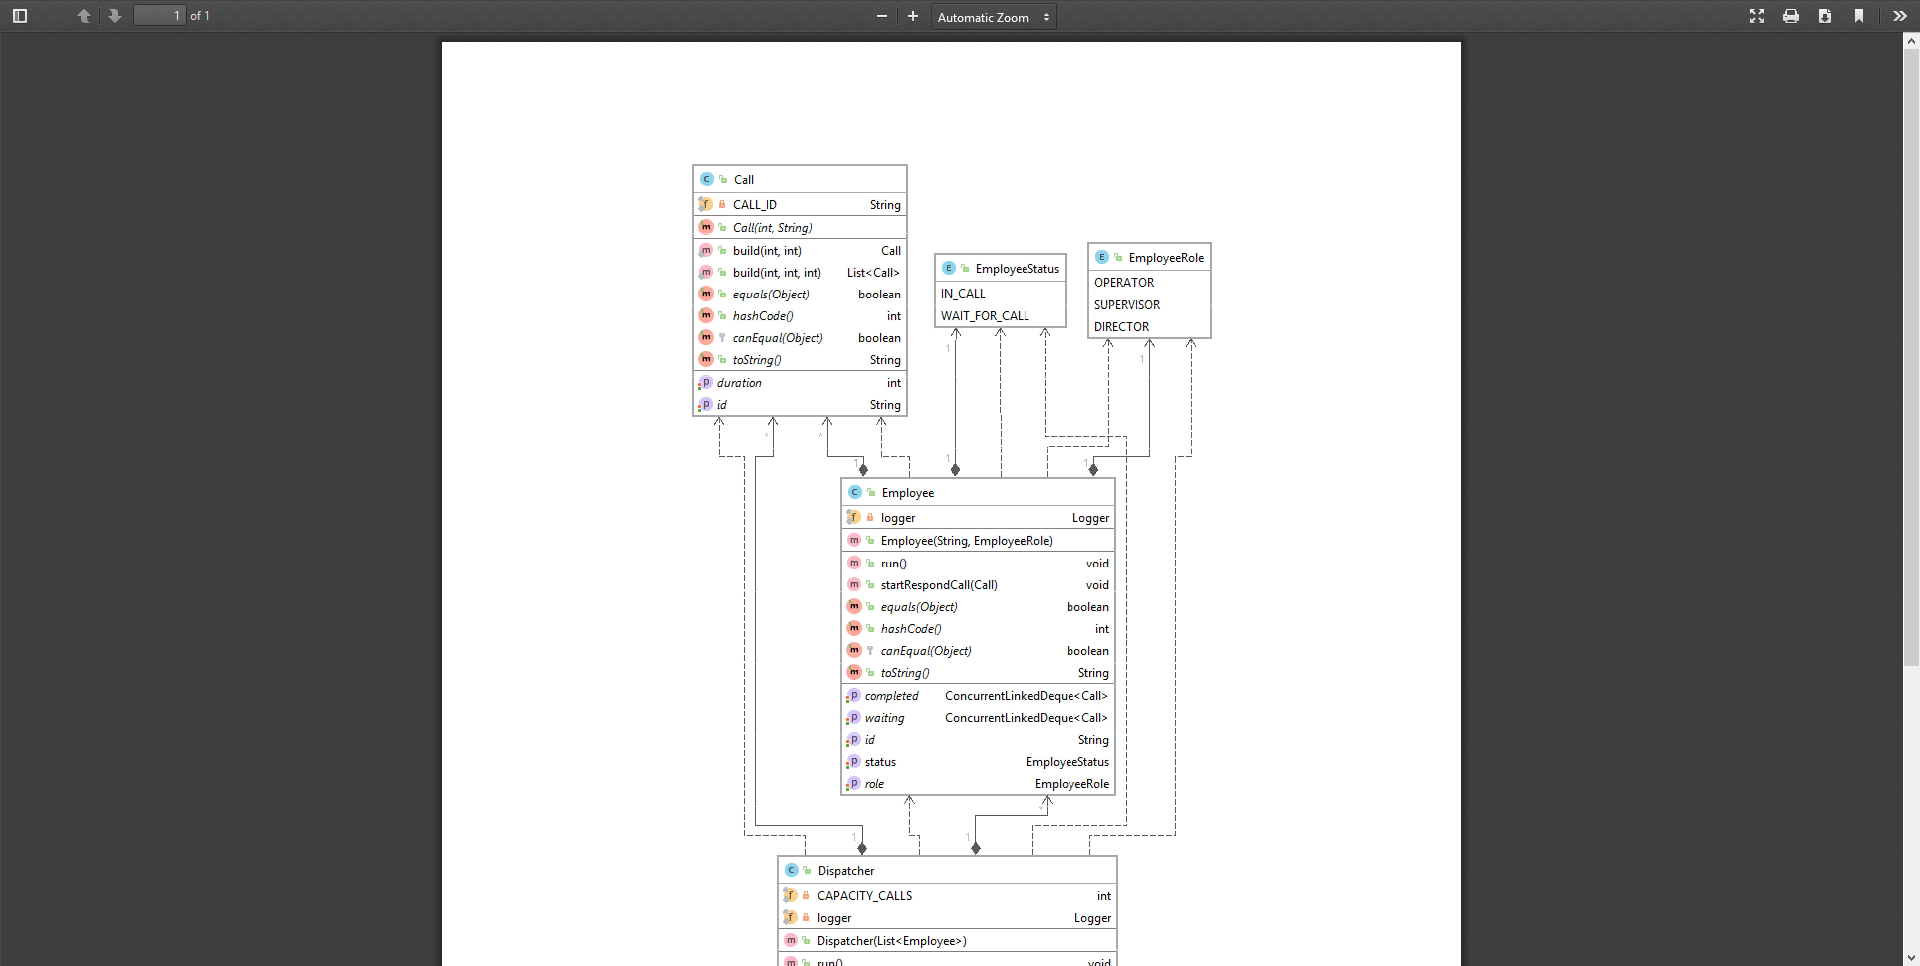 1 of 1
Automatic Zoom
C Call
f CALL_ID String
m Call(int, String)
m build(int, int) Call
m build(int, int, int) List<Call>
m equals(Object) boolean
m hashCode() int
m canEqual(Object) boolean
m toString() String
p duration int
p id String
E EmployeeStatus
IN_CALL
WAIT_FOR_CALL
E EmployeeRole
OPERATOR
SUPERVISOR
DIRECTOR
1
1
*
*
1
1
1
C Employee
f logger Logger
m Employee(String, EmployeeRole)
m run() void
m startRespondCall(Call) void
m equals(Object) boolean
m hashCode() int
m canEqual(Object) boolean
m toString() String
p completed ConcurrentLinkedDeque<Call>
p waiting ConcurrentLinkedDeque<Call>
p id String
p status EmployeeStatus
p role EmployeeRole
*
1
1
C Dispatcher
f CAPACITY_CALLS int
f logger Logger
m Dispatcher(List<Employee>)
m run() void